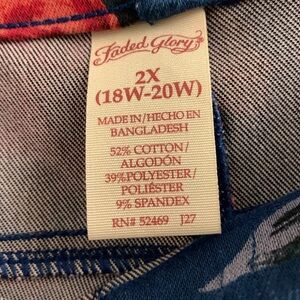 Faded Glory
2X
(18W-20W)
MADE IN/HECHO EN
BANGLADESH
52% COTTON/
ALGODÓN
39%POLYESTER/
POLIÉSTER
9% SPANDEX
RN# 52469 J27